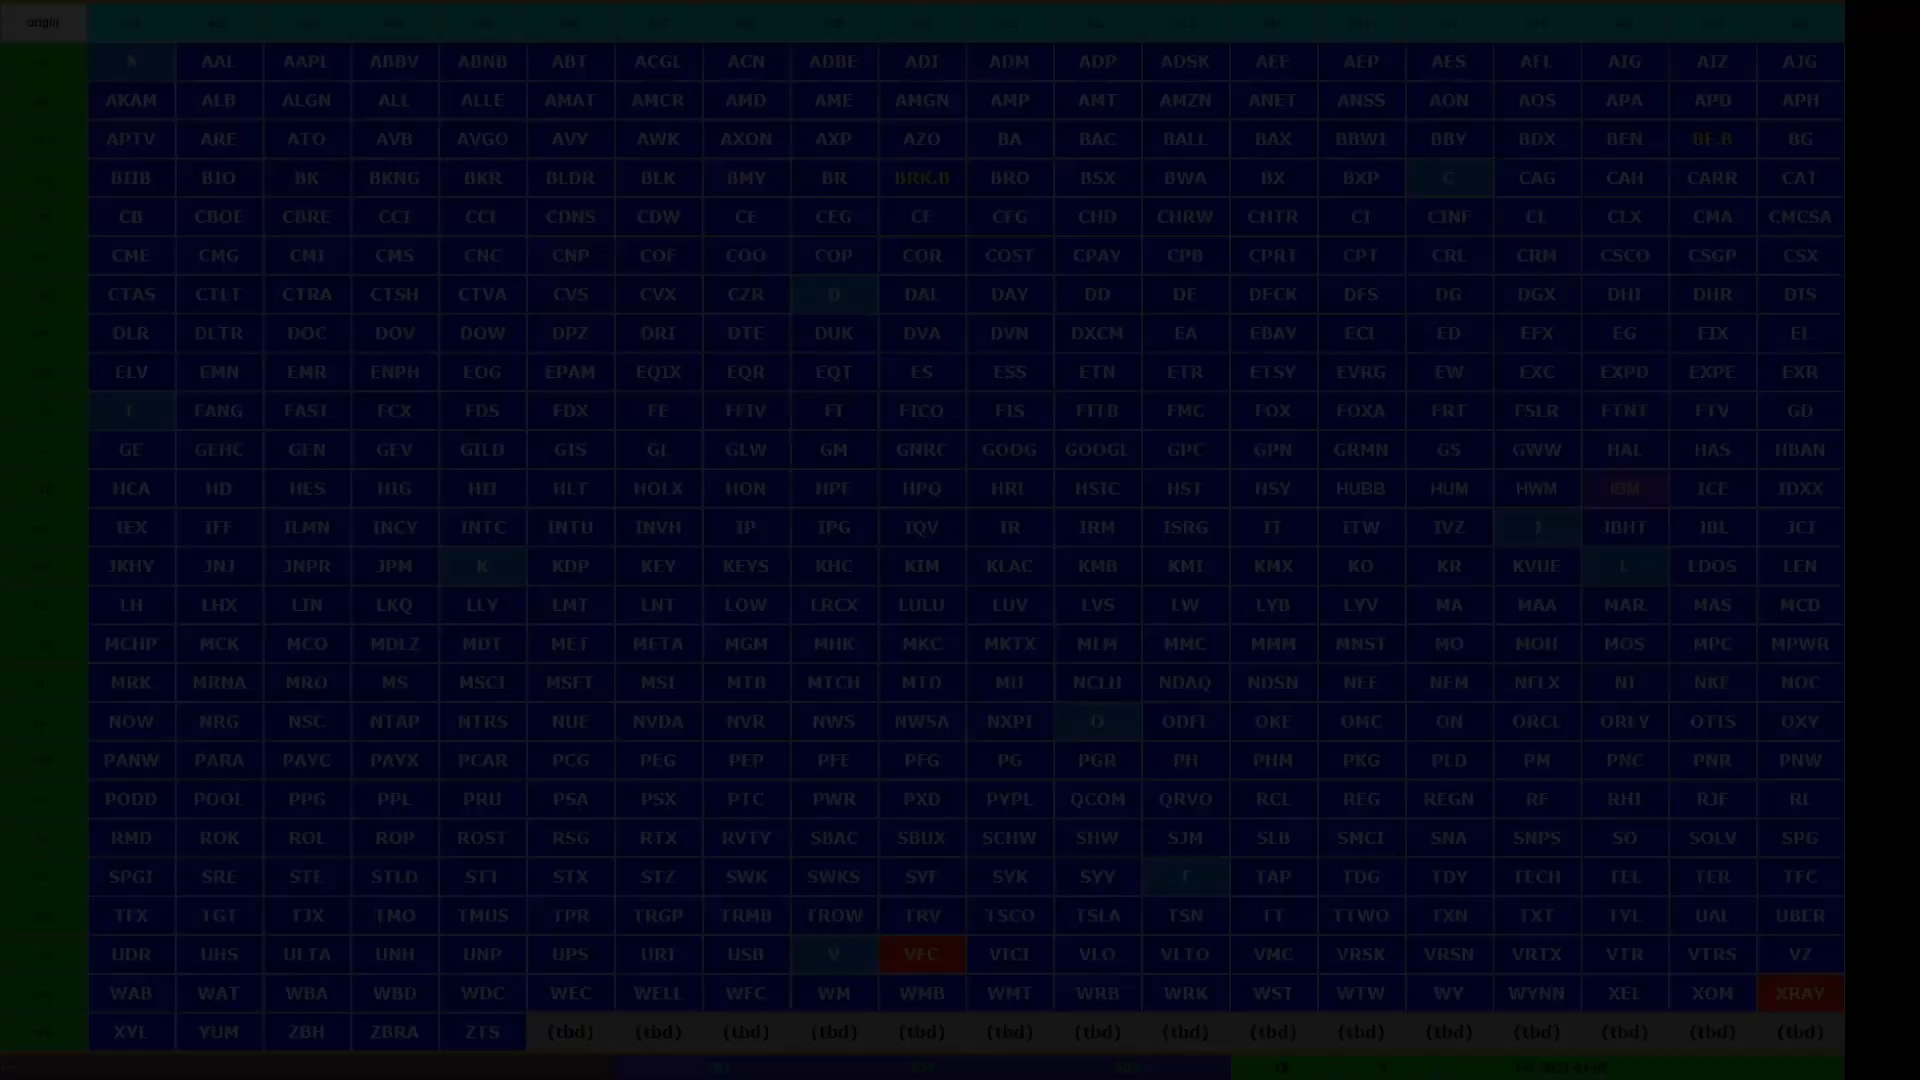 origin
A AAL AAPL ABBV ABNB ABT ACGL ACN ADBE ADI ADM ADP ADSK AEE AEP AES AFL AIG AIZ AJG
AKAM ALB ALGN ALL ALLE AMAT AMCR AMD AME AMGN AMP AMT AMZN ANET ANSS AON AOS APA APD APH
APTV ARE ATO AVB AVGO AVY AWK AXON AXP AZO BA BAC BALL BAX BBWI BBY BDX BEN BF.B BG
BIIB BIO BK BKNG BKR BLDR BLK BMY BR BRK.B BRO BSX BWA BX BXP C CAG CAH CARR CAT
CB CBOE CBRE CCI CCL CDNS CDW CE CEG CF CFG CHD CHRW CHTR CI CINF CL CLX CMA CMCSA
CME CMG CMI CMS CNC CNP COF COO COP COR COST CPAY CPB CPRT CPT CRL CRM CSCO CSGP CSX
CTAS CTLT CTRA CTSH CTVA CVS CVX CZR D DAL DAY DD DE DECK DFS DG DGX DHI DHR DIS
DLR DLTR DOC DOV DOW DPZ DRI DTE DUK DVA DVN DXCM EA EBAY ECL ED EFX EG EIX EL
ELV EMN EMR ENPH EOG EPAM EQIX EQR EQT ES ESS ETN ETR ETSY EVRG EW EXC EXPD EXPE EXR
F FANG FAST FCX FDS FDX FE FFIV FI FICO FIS FITB FMC FOX FOXA FRT FSLR FTNT FTV GD
GE GEHC GEN GEV GILD GIS GL GLW GM GNRC GOOG GOOGL GPC GPN GRMN GS GWW HAL HAS HBAN
HCA HD HES HIG HII HLT HOLX HON HPE HPQ HRL HSIC HST HSY HUBB HUM HWM IBM ICE IDXX
IEX IFF ILMN INCY INTC INTU INVH IP IPG IQV IR IRM ISRG IT ITW IVZ J JBHT JBL JCI
JKHY JNJ JNPR JPM K KDP KEY KEYS KHC KIM KLAC KMB KMI KMX KO KR KVUE L LDOS LEN
LH LHX LIN LKQ LLY LMT LNT LOW LRCX LULU LUV LVS LW LYB LYV MA MAA MAR MAS MCD
MCHP MCK MCO MDLZ MDT MET META MGM MHK MKC MKTX MLM MMC MMM MNST MO MOH MOS MPC MPWR
MRK MRNA MRO MS MSCI MSFT MSI MTB MTCH MTD MU NCLH NDAQ NDSN NEE NEM NFLX NI NKE NOC
NOW NRG NSC NTAP NTRS NUE NVDA NVR NWS NWSA NXPI O ODFL OKE OMC ON ORCL ORLY OTIS OXY
PANW PARA PAYC PAYX PCAR PCG PEG PEP PFE PFG PG PGR PH PHM PKG PLD PM PNC PNR PNW
PODD POOL PPG PPL PRU PSA PSX PTC PWR PXD PYPL QCOM QRVO RCL REG REGN RF RHI RJF RL
RMD ROK ROL ROP ROST RSG RTX RVTY SBAC SBUX SCHW SHW SJM SLB SMCI SNA SNPS SO SOLV SPG
SPGI SRE STE STLD STT STX STZ SWK SWKS SYF SYK SYY T TAP TDG TDY TECH TEL TER TFC
TFX TGT TJX TMO TMUS TPR TRGP TRMB TROW TRV TSCO TSLA TSN TT TTWO TXN TXT TYL UAL UBER
UDR UHS ULTA UNH UNP UPS URI USB V VFC VICI VLO VLTO VMC VRSK VRSN VRTX VTR VTRS VZ
WAB WAT WBA WBD WDC WEC WELL WFC WM WMB WMT WRB WRK WST WTW WY WYNN XEL XOM XRAY
XYL YUM ZBH ZBRA ZTS (tbd) (tbd) (tbd) (tbd) (tbd) (tbd) (tbd) (tbd) (tbd) (tbd) (tbd) (tbd) (tbd) (tbd) (tbd)